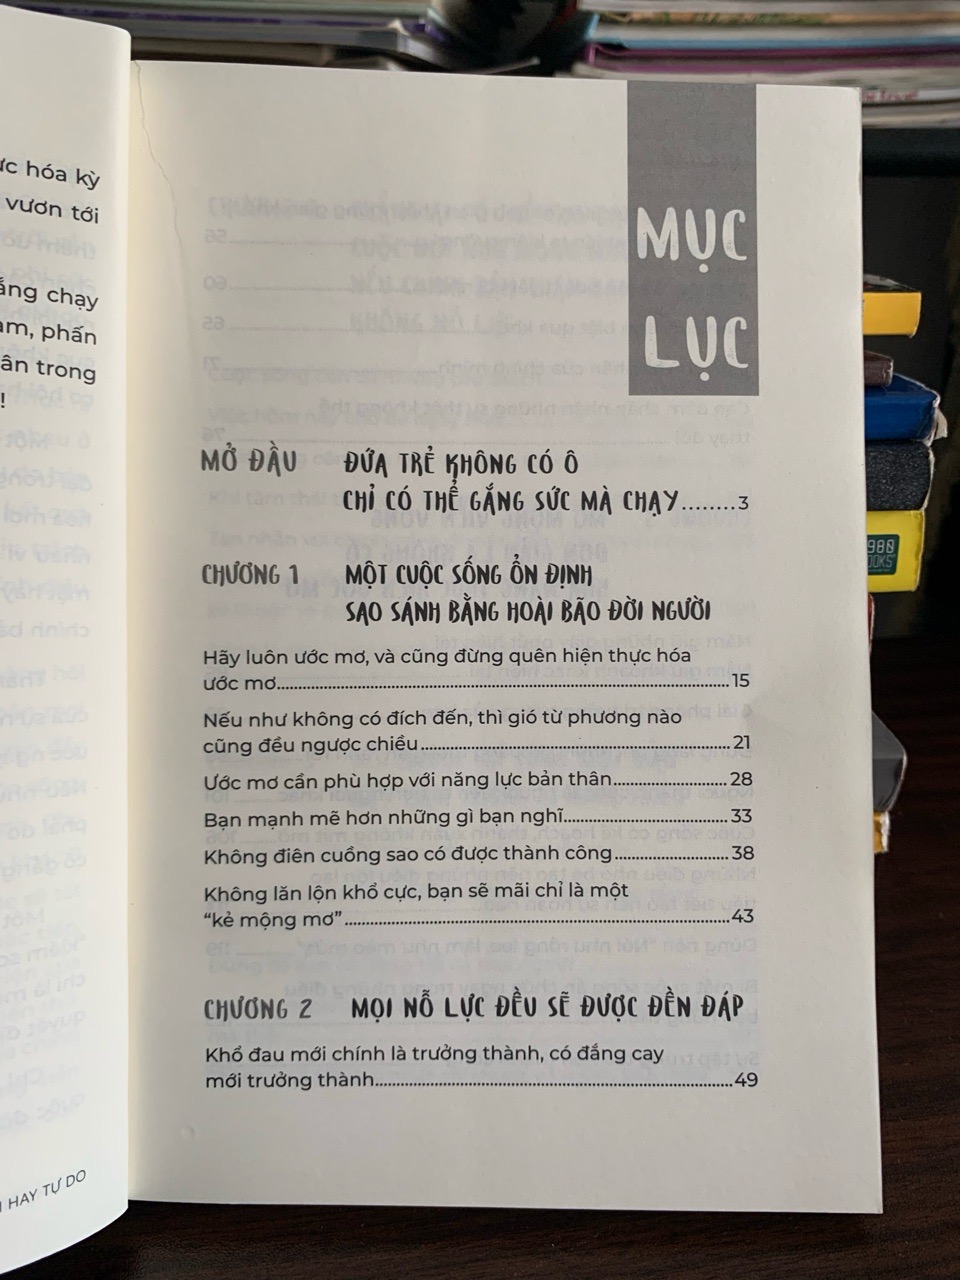 ực hóa kỳ
vươn tới
ắng chạy
am, phấn
ân trong
!
HAY TỰ DO
MỤC
LỤC
MỞ ĐẦU ĐỨA TRẺ KHÔNG CÓ Ô
CHỈ CÓ THỂ GẮNG SỨC MÀ CHẠY........3
CHƯƠNG 1 MỘT CUỘC SỐNG ỔN ĐỊNH
SAO SÁNH BẰNG HOÀI BÃO ĐỜI NGƯỜI
Hãy luôn ước mơ, và cũng đừng quên hiện thực hóa
ước mơ........15
Nếu như không có đích đến, thì gió từ phương nào
cũng đều ngược chiều........21
Ước mơ cần phù hợp với năng lực bản thân........28
Bạn mạnh mẽ hơn những gì bạn nghĩ........33
Không điên cuồng sao có được thành công........38
Không lăn lộn khổ cực, bạn sẽ mãi chỉ là một
“kẻ mộng mơ”........43
CHƯƠNG 2 MỌI NỖ LỰC ĐỀU SẼ ĐƯỢC ĐỀN ĐÁP
Khổ đau mới chính là trưởng thành, có đắng cay
mới trưởng thành........49
980
BOOKS